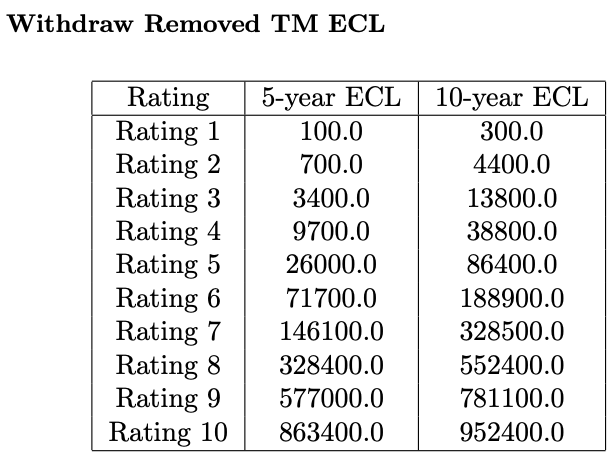 Withdraw Removed TM ECL
Rating 5-year ECL 10-year ECL
Rating 1 100.0 300.0
Rating 2 700.0 4400.0
Rating 3 3400.0 13800.0
Rating 4 9700.0 38800.0
Rating 5 26000.0 86400.0
Rating 6 71700.0 188900.0
Rating 7 146100.0 328500.0
Rating 8 328400.0 552400.0
Rating 9 577000.0 781100.0
Rating 10 863400.0 952400.0